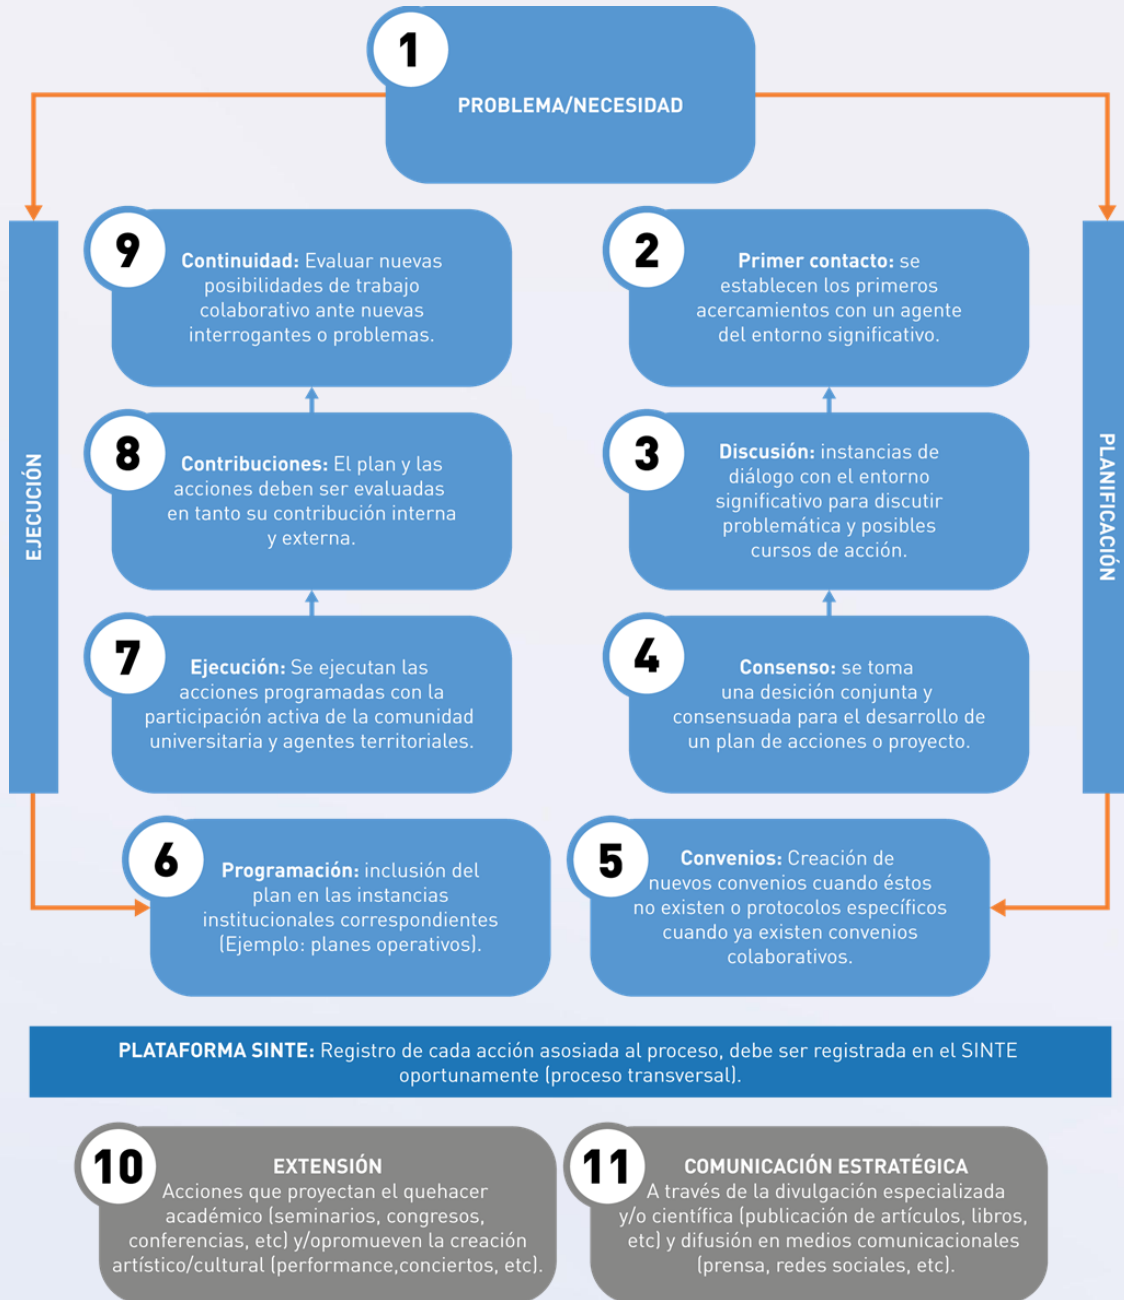 1
PROBLEMA/NECESIDAD
9
Continuidad: Evaluar nuevas
posibilidades de trabajo
colaborativo ante nuevas
interrogantes o problemas.
2
Primer contacto: se
establecen los primeros
acercamientos con un agente
del entorno significativo.
8
Contribuciones: El plan y las
acciones deben ser evaluadas
en tanto su contribución interna
y externa.
3
Discusión: instancias de
diálogo con el entorno
significativo para discutir
problemática y posibles
cursos de acción.
EJECUCIÓN
PLANIFICACIÓN
7
Ejecución: Se ejecutan las
acciones programadas con la
participación activa de la comunidad
universitaria y agentes territoriales.
4
Consenso: se toma
una desición conjunta y
consensuada para el desarrollo de
un plan de acciones o proyecto.
6
Programación: inclusión del
plan en las instancias
institucionales correspondientes
(Ejemplo: planes operativos).
5
Convenios: Creación de
nuevos convenios cuando éstos
no existen o protocolos específicos
cuando ya existen convenios
colaborativos.
PLATAFORMA SINTE: Registro de cada acción asosiada al proceso, debe ser registrada en el SINTE
oportunamente (proceso transversal).
10
EXTENSIÓN
Acciones que proyectan el quehacer
académico (seminarios, congresos,
conferencias, etc) y/opromueven la creación
artístico/cultural (performance,conciertos, etc).
11
COMUNICACIÓN ESTRATÉGICA
A través de la divulgación especializada
y/o científica (publicación de artículos, libros,
etc) y difusión en medios comunicacionales
(prensa, redes sociales, etc).